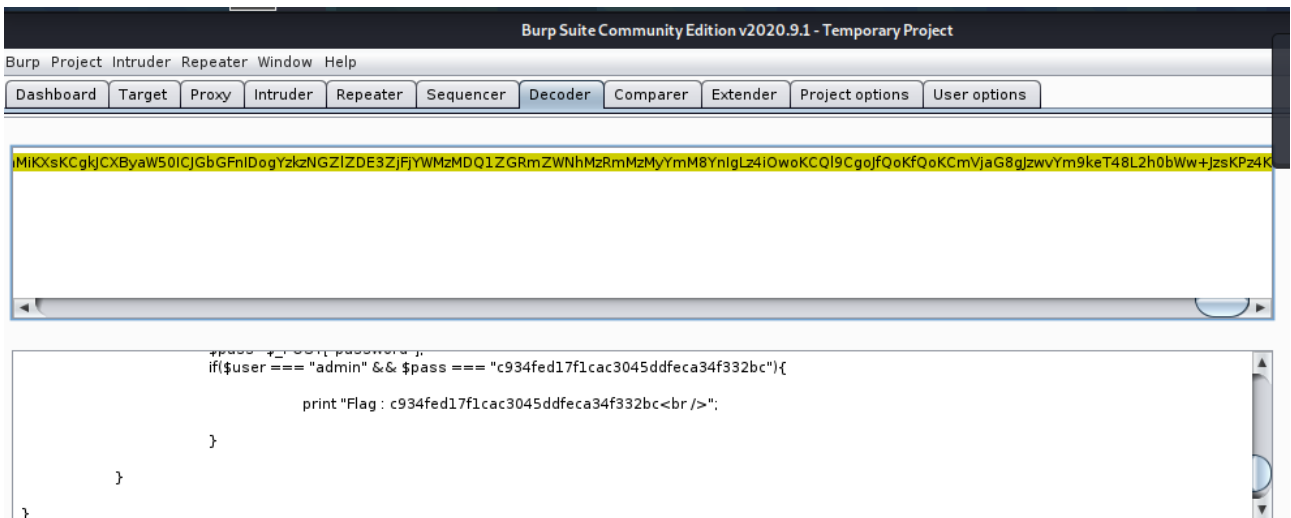 Burp Suite Community Edition v2020.9.1 - Temporary Project
Burp Project Intruder Repeater Window Help
Dashboard Target Proxy Intruder Repeater Sequencer Decoder Comparer Extender Project options User options
MiKXsKCgkJCXByaW50ICJGbGFnIDogYzkzNGZlZDE3ZjFjYWMzMDQ1ZGRmZWNhMzRmMzMyYmM8YnIgLz4iOwoKCQl9CgoJfQoKfQoKCmVjaG8gJzwvYm9keT48L2h0bWw+JzsKPz4K
if($user === "admin" && $pass === "c934fed17f1cac3045ddfeca34f332bc"){
print "Flag : c934fed17f1cac3045ddfeca34f332bc<br />";
}
}
}